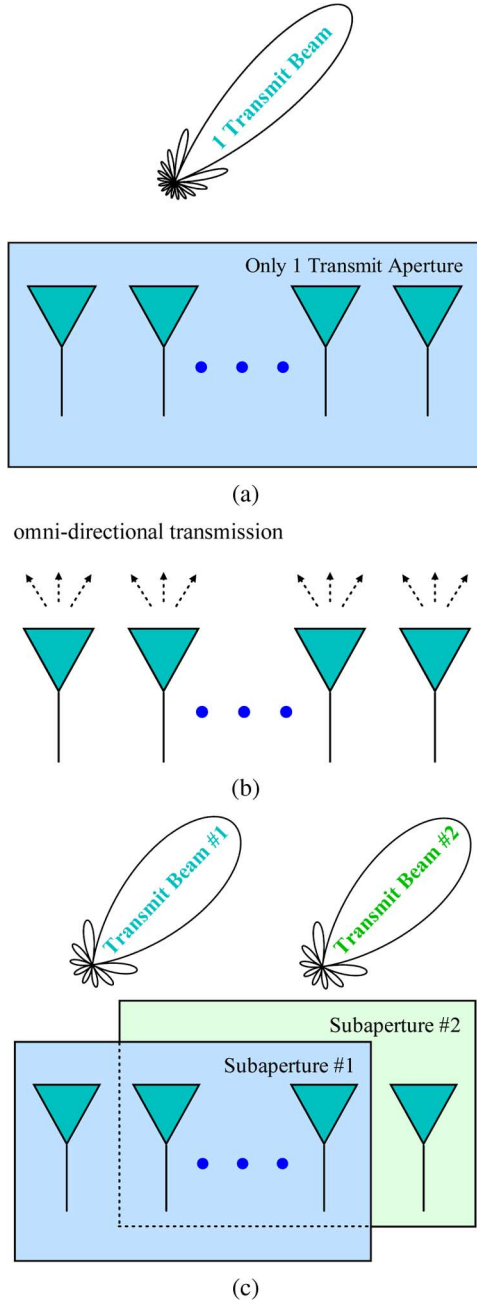 1 Transmit Beam
Only 1 Transmit Aperture
(a)
omni-directional transmission
(b)
Transmit Beam #1
Transmit Beam #2
Subaperture #2
Subaperture #1
(c)